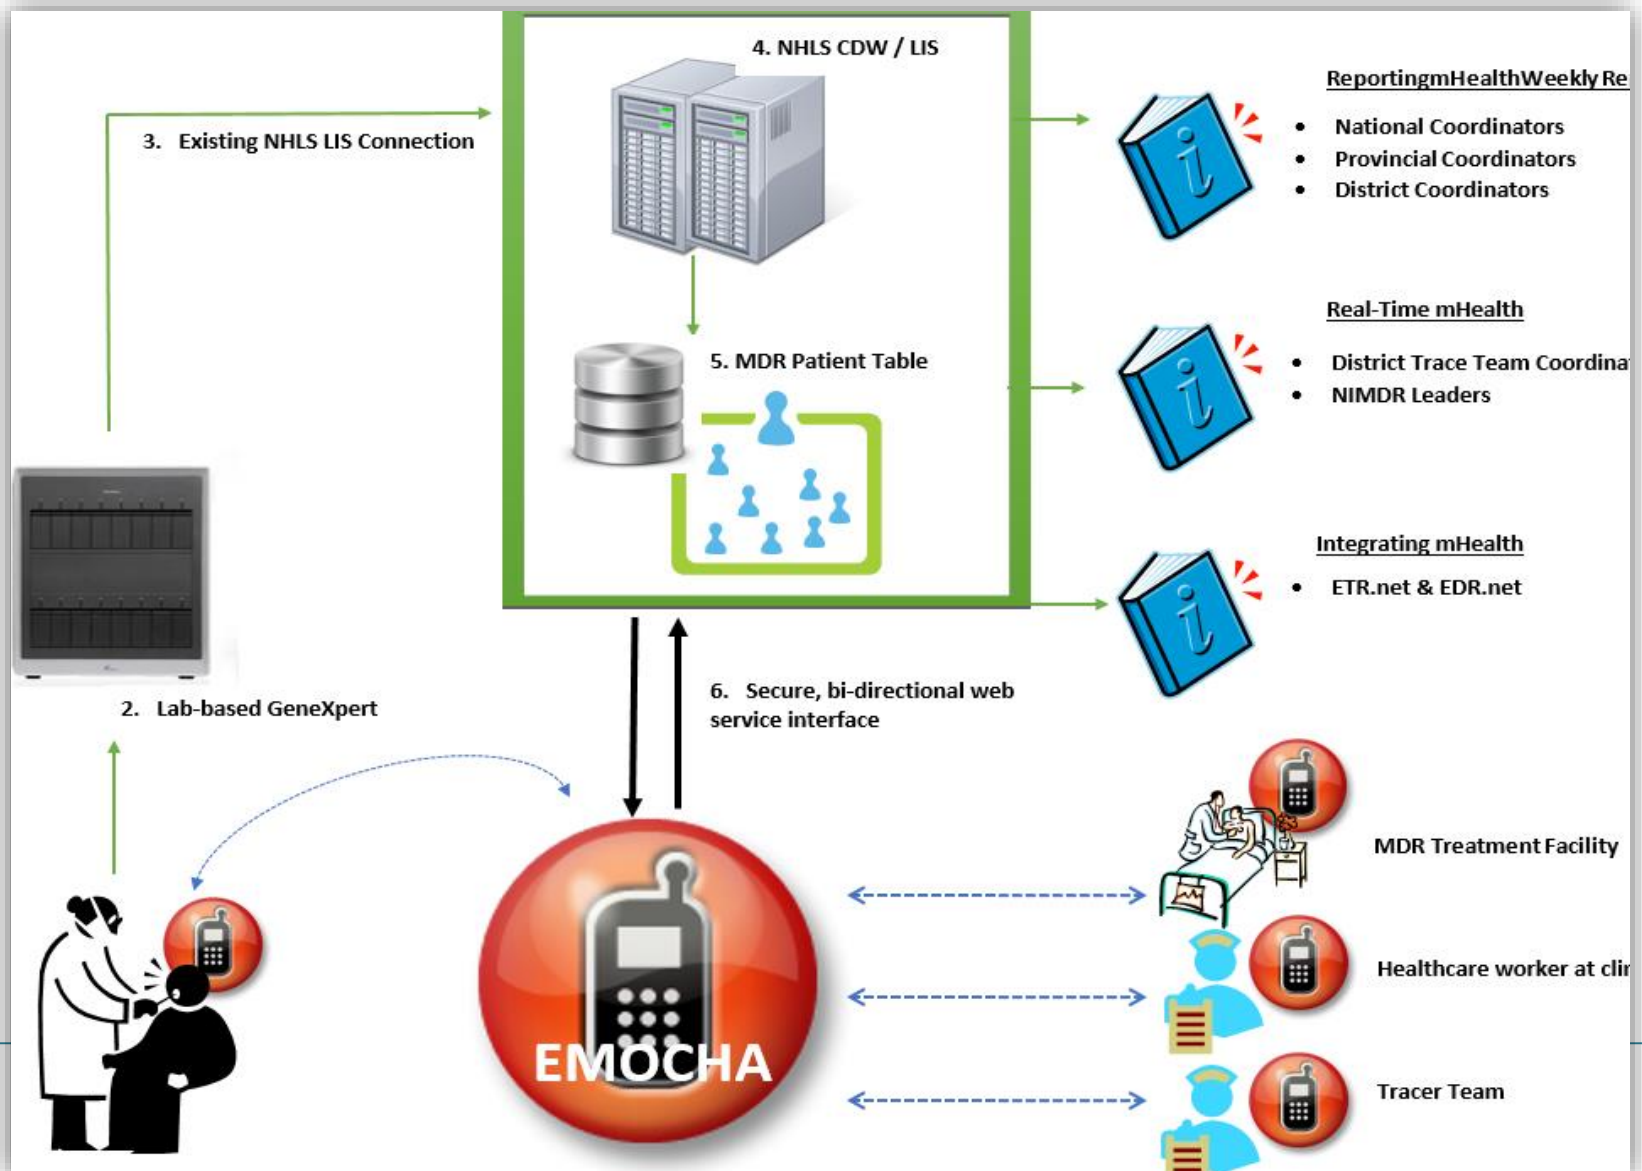 4. NHLS CDW / LIS
3. Existing NHLS LIS Connection
ReportingmHealthWeekly Re
• National Coordinators
• Provincial Coordinators
• District Coordinators
5. MDR Patient Table
Real-Time mHealth
• District Trace Team Coordina
• NIMDR Leaders
Integrating mHealth
• ETR.net & EDR.net
2. Lab-based GeneXpert
6. Secure, bi-directional web
service interface
MDR Treatment Facility
Healthcare worker at clin
EMOCHA
Tracer Team